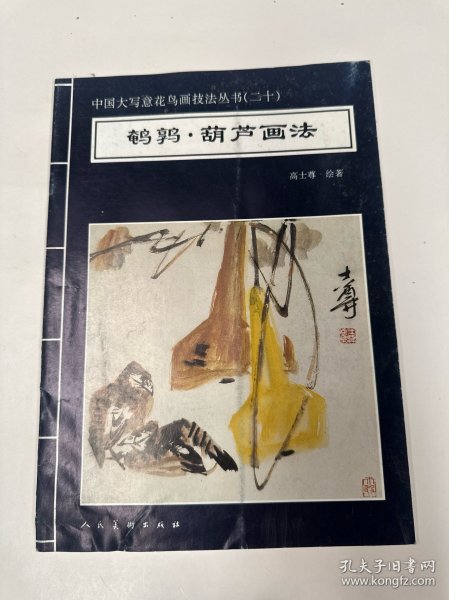 中国大写意花鸟画技法丛书(二十)
鹌鹑·葫芦画法
高士尊 绘著
士尊
人民美术出版社
孔夫子旧书网
www.kongfz.com